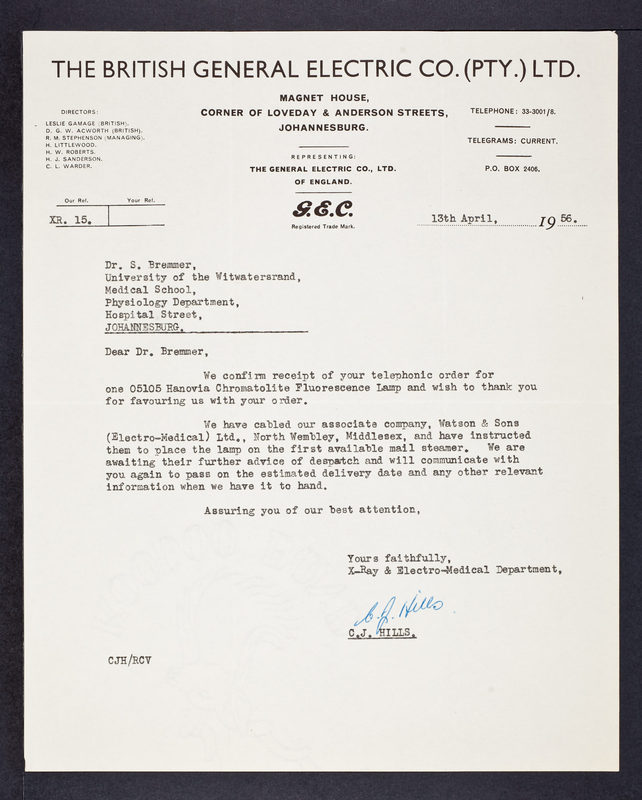 THE BRITISH GENERAL ELECTRIC CO. (PTY.) LTD.
MAGNET HOUSE,
CORNER OF LOVEDAY & ANDERSON STREETS,
JOHANNESBURG.
REPRESENTING:
THE GENERAL ELECTRIC CO., LTD.
OF ENGLAND.
G.E.C.
Registered Trade Mark.
DIRECTORS:
LESLIE GAMAGE (BRITISH),
D. G. W. ACWORTH (BRITISH),
R. M. STEPHENSON (MANAGING),
H. LITTLEWOOD.
H. W. ROBERTS.
H. J. SANDERSON.
C. L. WARDER.
TELEPHONE: 33-3001/8.
TELEGRAMS: CURRENT.
P.O. BOX 2406.
Our Ref. Your Ref.
XR. 15.
13th April, 19 56.
Dr. S. Bremmer,
University of the Witwatersrand,
Medical School,
Physiology Department,
Hospital Street,
JOHANNESBURG.
Dear Dr. Bremmer,
We confirm receipt of your telephonic order for
one 05105 Hanovia Chromatolite Fluorescence Lamp and wish to thank you
for favouring us with your order.
We have cabled our associate company, Watson & Sons
(Electro-Medical) Ltd., North Wembley, Middlesex, and have instructed
them to place the lamp on the first available mail steamer. We are
awaiting their further advice of despatch and will communicate with
you again to pass on the estimated delivery date and any other relevant
information when we have it to hand.
Assuring you of our best attention,
Yours faithfully,
X-Ray & Electro-Medical Department,
C. J. Hills
C.J. HILLS.
CJH/RCV